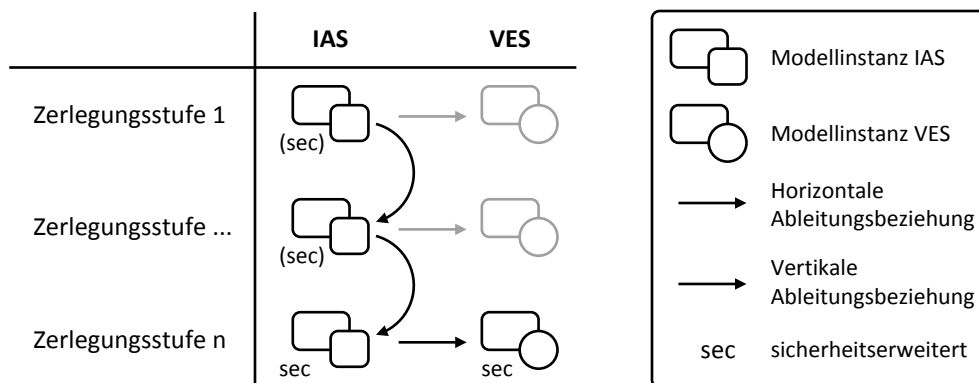 IAS VES
Zerlegungsstufe 1
(sec)
Zerlegungsstufe ...
(sec)
Zerlegungsstufe n
sec sec
Modellinstanz IAS
Modellinstanz VES
Horizontale
Ableitungsbeziehung
Vertikale
Ableitungsbeziehung
sec sicherheitserweitert